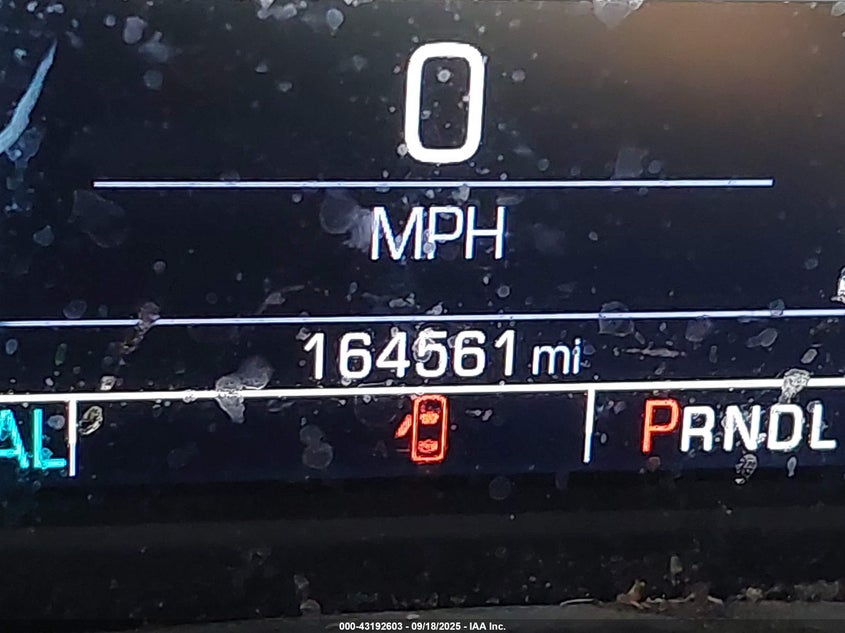 0
MPH
164561 mi
AL PRNDL
000-43192603 - 09/18/2025 - IAA Inc.